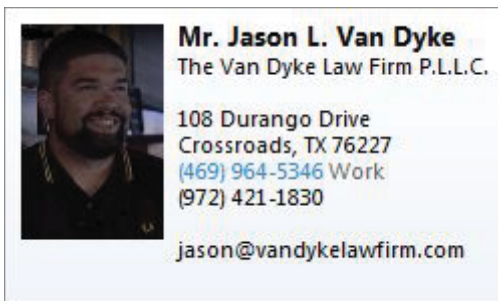 Mr. Jason L. Van Dyke
The Van Dyke Law Firm P.L.L.C.
108 Durango Drive
Crossroads, TX 76227
(469) 964-5346 Work
(972) 421-1830
jason@vandykelawfirm.com